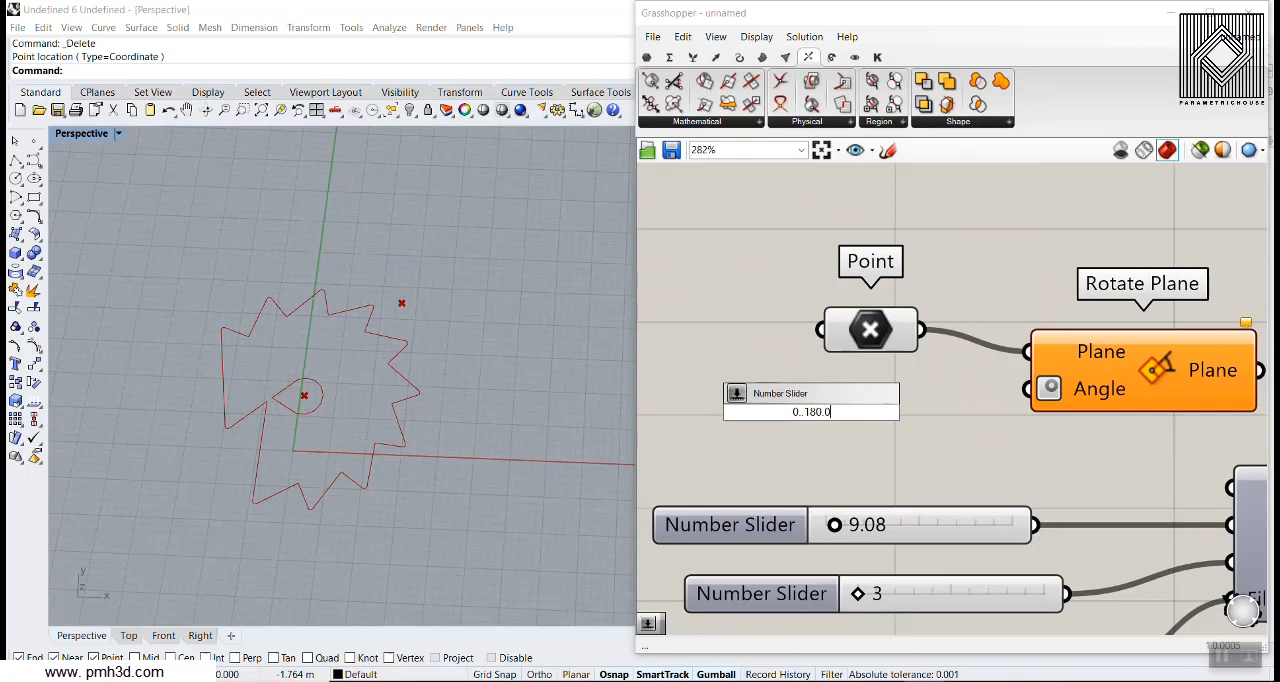 Undefined 6 Undefined - [Perspective]
File Edit View Curve Surface Solid Mesh Dimension Transform Tools Analyze Render Panels Help
Command: _Delete
Point location ( Type=Coordinate )
Command:
Standard CPlanes Set View Display Select Viewport Layout Visibility Transform Curve Tools Surface Tools
Perspective
y
z x
Perspective Top Front Right
End Near Point Mid Cen Int Perp Tan Quad Knot Vertex Project Disable
www. pmh3d.com
0.000 -1.764 m Default Grid Snap Ortho Planar Osnap SmartTrack Gumball Record History Filter Absolute tolerance: 0.001
Grasshopper - unnamed
File Edit View Display Solution Help
K
PARAMETRICHOUSE
Mathematical Physical Region Shape
282%
Point
Rotate Plane
Plane
Angle
Plane
Number Slider
0..180.0
Number Slider 9.08
Number Slider 3
Fil
...
1.0.0005